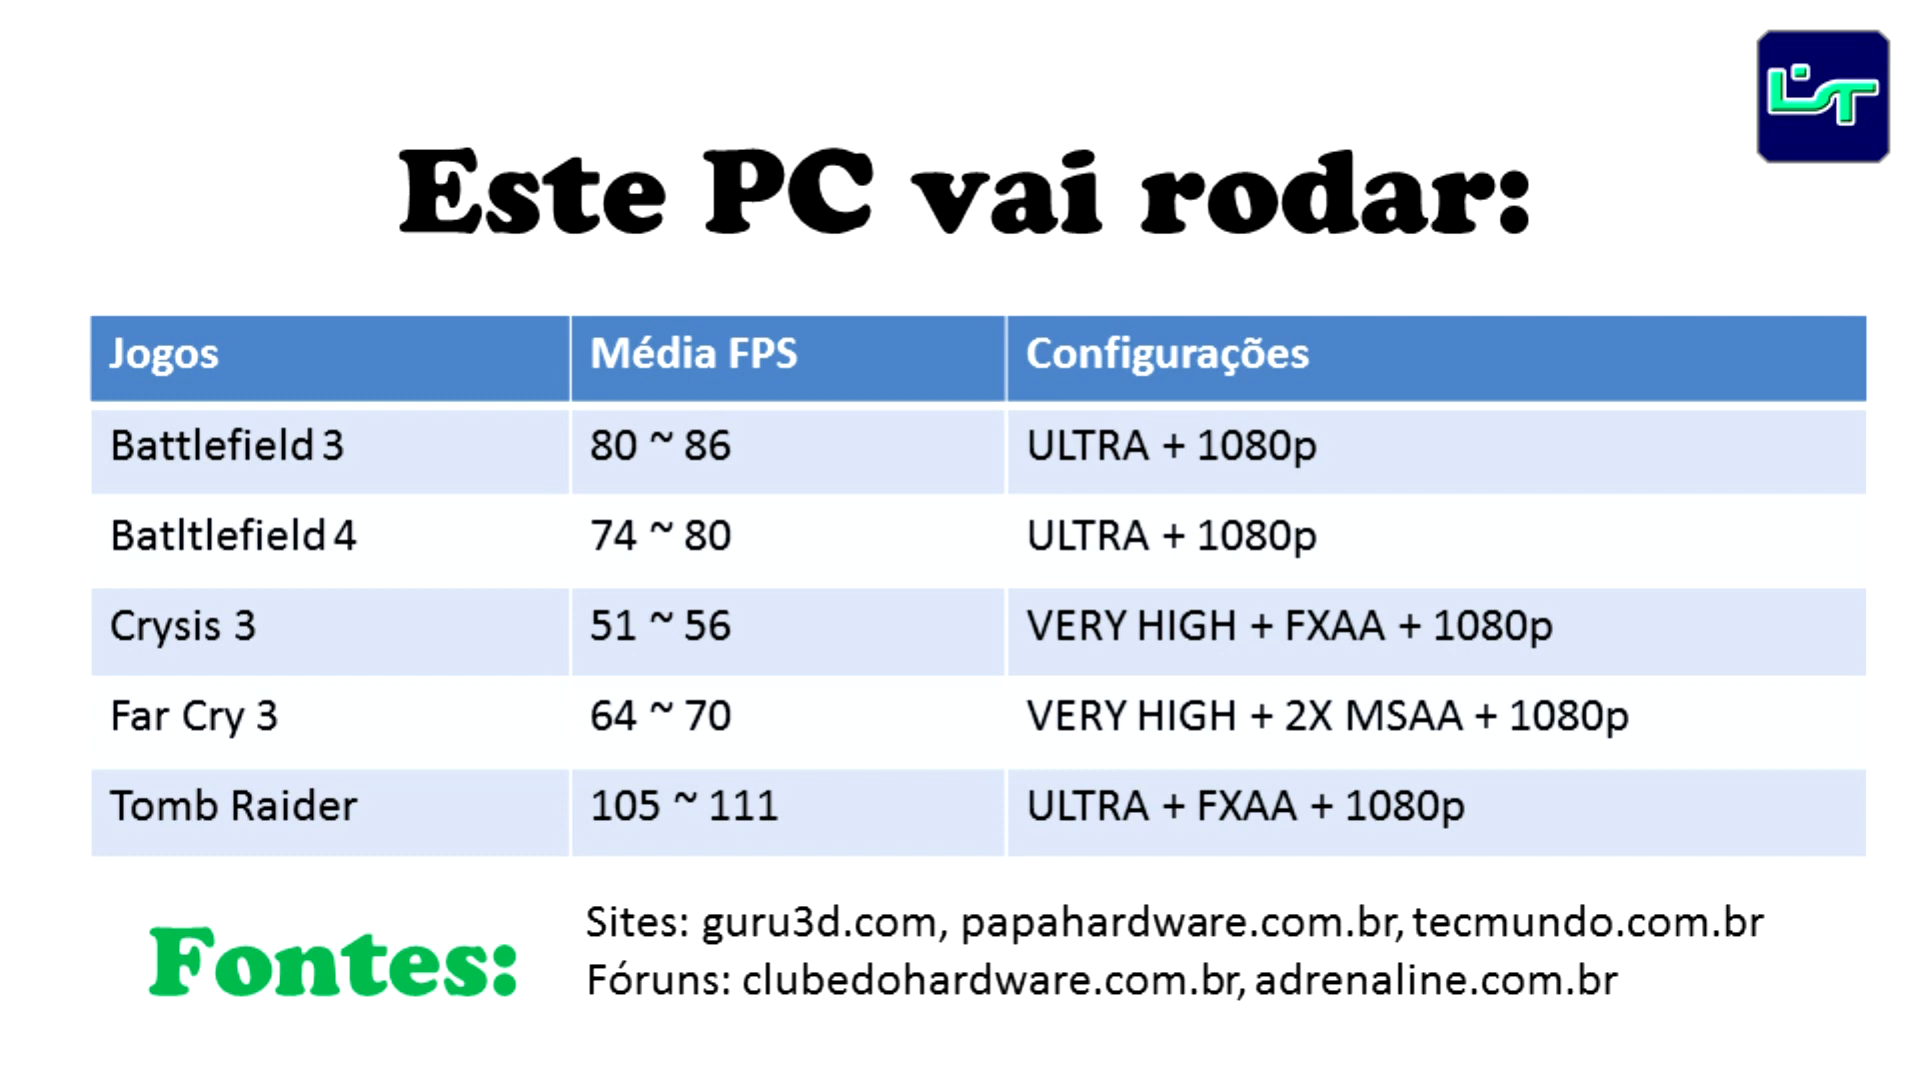 LIST
Este PC vai rodar:
Jogos Média FPS Configurações
Battlefield 3 80 ~ 86 ULTRA + 1080p
Batltlefield 4 74 ~ 80 ULTRA + 1080p
Crysis 3 51 ~ 56 VERY HIGH + FXAA + 1080p
Far Cry 3 64 ~ 70 VERY HIGH + 2X MSAA + 1080p
Tomb Raider 105 ~ 111 ULTRA + FXAA + 1080p
Fontes:
Sites: guru3d.com, papahardware.com.br, tecmundo.com.br
Fóruns: clubedohardware.com.br, adrenaline.com.br